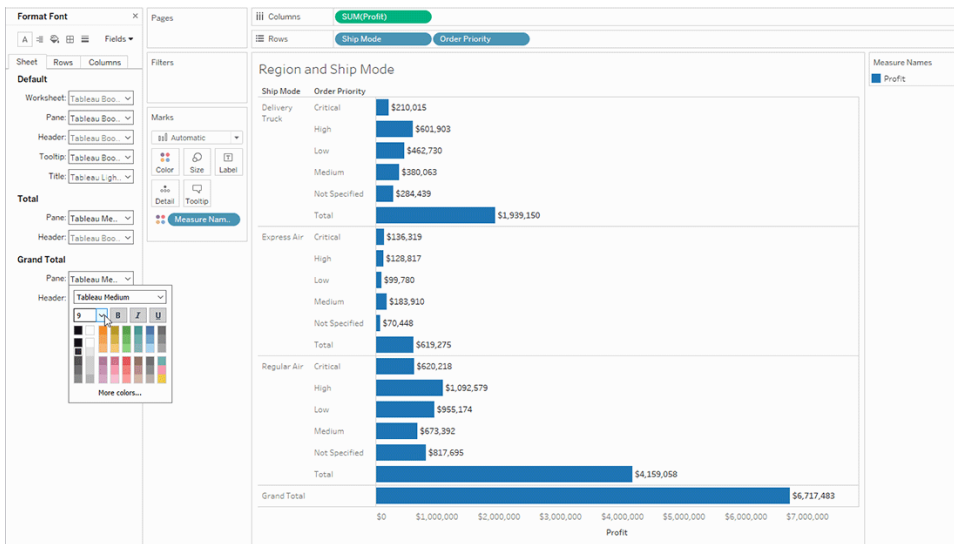 Format Font
Fields
Sheet Rows Columns
Default
Worksheet: Tableau Boo..
Pane: Tableau Boo..
Header: Tableau Boo..
Tooltip: Tableau Boo..
Title: Tableau Ligh..
Total
Pane: Tableau Me..
Header: Tableau Boo..
Grand Total
Pane: Tableau Me..
Header:
Tableau Medium
9 B I U
More colors...
Pages
Filters
Marks
Automatic
Color Size Label
Detail Tooltip
Measure Nam..
Columns SUM(Profit)
Rows Ship Mode Order Priority
Region and Ship Mode
Ship Mode Order Priority
Delivery Truck Critical $210,015
High $601,903
Low $462,730
Medium $380,063
Not Specified $284,439
Total $1,939,150
Express Air Critical $136,319
High $128,817
Low $99,780
Medium $183,910
Not Specified $70,448
Total $619,275
Regular Air Critical $620,218
High $1,092,579
Low $955,174
Medium $673,392
Not Specified $817,695
Total $4,159,058
Grand Total $6,717,483
$0 $1,000,000 $2,000,000 $3,000,000 $4,000,000 $5,000,000 $6,000,000 $7,000,000
Profit
Measure Names
Profit